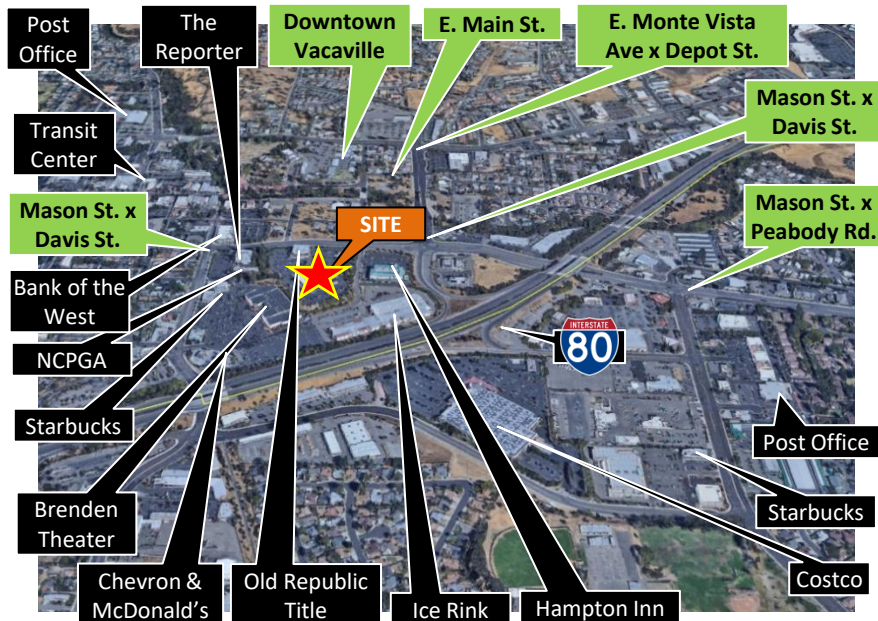 Post
Office
The
Reporter
Downtown
Vacaville
E. Main St.
E. Monte Vista
Ave x Depot St.
Transit
Center
Mason St. x
Davis St.
Mason St. x
Davis St.
SITE
Mason St. x
Peabody Rd.
Bank of the
West
INTERSTATE
80
NCPGA
Starbucks
Post Office
Brenden
Theater
Starbucks
Chevron &
McDonald's
Old Republic
Title
Ice Rink
Hampton Inn
Costco